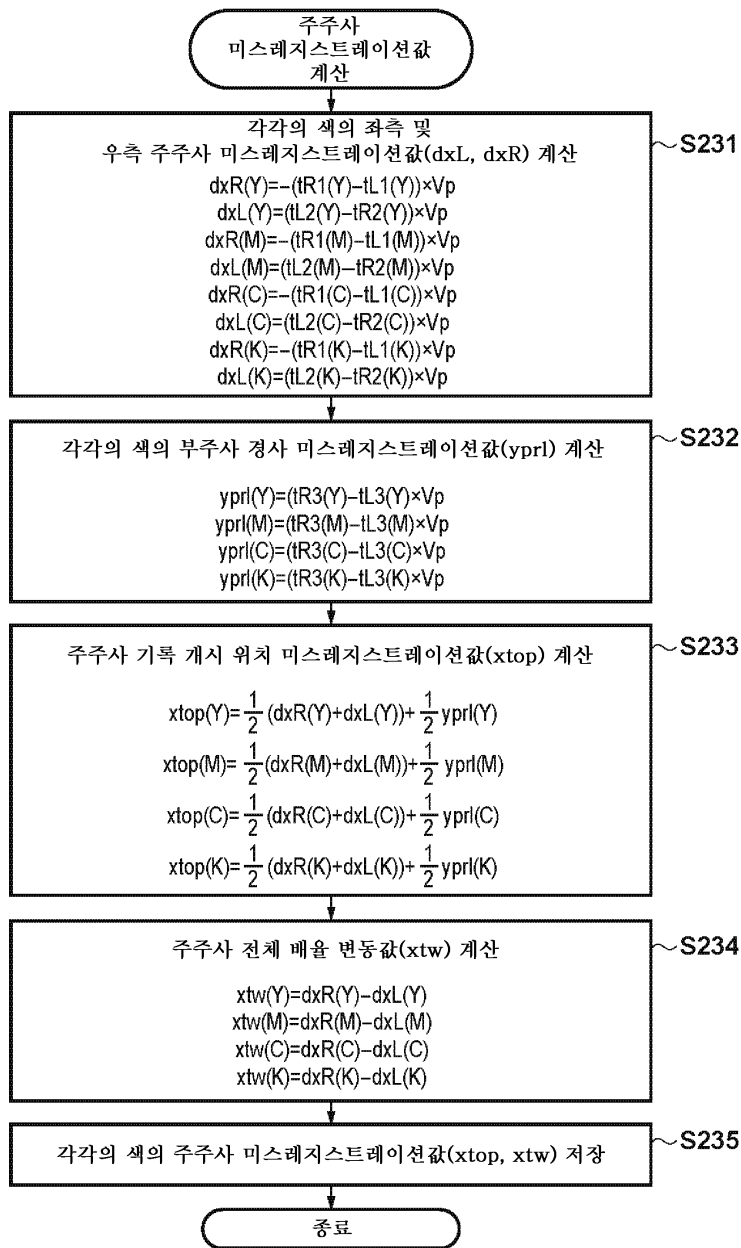 주주사
미스레지스트레이션값
계산
각각의 색의 좌측 및
우측 주주사 미스레지스트레이션값(dxL, dxR) 계산
S231
dxR(Y)=–(tR1(Y)–tL1(Y))×Vp
dxL(Y)=(tL2(Y)–tR2(Y))×Vp
dxR(M)=–(tR1(M)–tL1(M))×Vp
dxL(M)=(tL2(M)–tR2(M))×Vp
dxR(C)=–(tR1(C)–tL1(C))×Vp
dxL(C)=(tL2(C)–tR2(C))×Vp
dxR(K)=–(tR1(K)–tL1(K))×Vp
dxL(K)=(tL2(K)–tR2(K))×Vp
각각의 색의 부주사 경사 미스레지스트레이션값(yprl) 계산
S232
yprl(Y)=(tR3(Y)–tL3(Y)×Vp
yprl(M)=(tR3(M)–tL3(M)×Vp
yprl(C)=(tR3(C)–tL3(C)×Vp
yprl(K)=(tR3(K)–tL3(K)×Vp
주주사 기록 개시 위치 미스레지스트레이션값(xtop) 계산
S233
xtop(Y)=1/2 (dxR(Y)+dxL(Y))+1/2 yprl(Y)
xtop(M)= 1/2 (dxR(M)+dxL(M))+1/2 yprl(M)
xtop(C)=1/2 (dxR(C)+dxL(C))+1/2 yprl(C)
xtop(K)=1/2 (dxR(K)+dxL(K))+1/2 yprl(K)
주주사 전체 배율 변동값(xtw) 계산
S234
xtw(Y)=dxR(Y)–dxL(Y)
xtw(M)=dxR(M)–dxL(M)
xtw(C)=dxR(C)–dxL(C)
xtw(K)=dxR(K)–dxL(K)
각각의 색의 주주사 미스레지스트레이션값(xtop, xtw) 저장
S235
종료